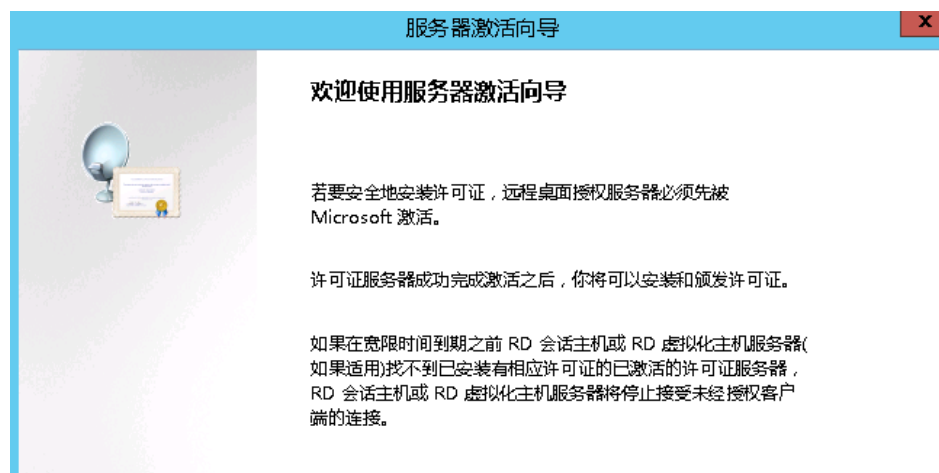 服务器激活向导
X
欢迎使用服务器激活向导
若要安全地安装许可证，远程桌面授权服务器必须先被
Microsoft 激活。
许可证服务器成功完成激活之后，你将可以安装和颁发许可证。
如果在宽限时间到期之前 RD 会话主机或 RD 虚拟化主机服务器(
如果适用)找不到已安装有相应许可证的已激活的许可证服务器，
RD 会话主机或 RD 虚拟化主机服务器将停止接受未经授权客户
端的连接。